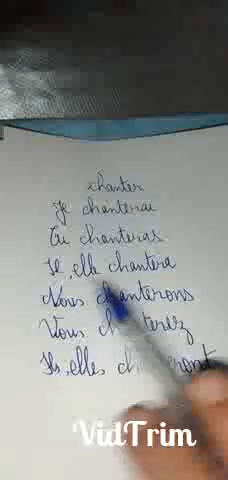 chanter
Je chanterai
Tu chanteras
Il, elle chantera
Nous chanterons
Vous
Ils, elles
VidTrim